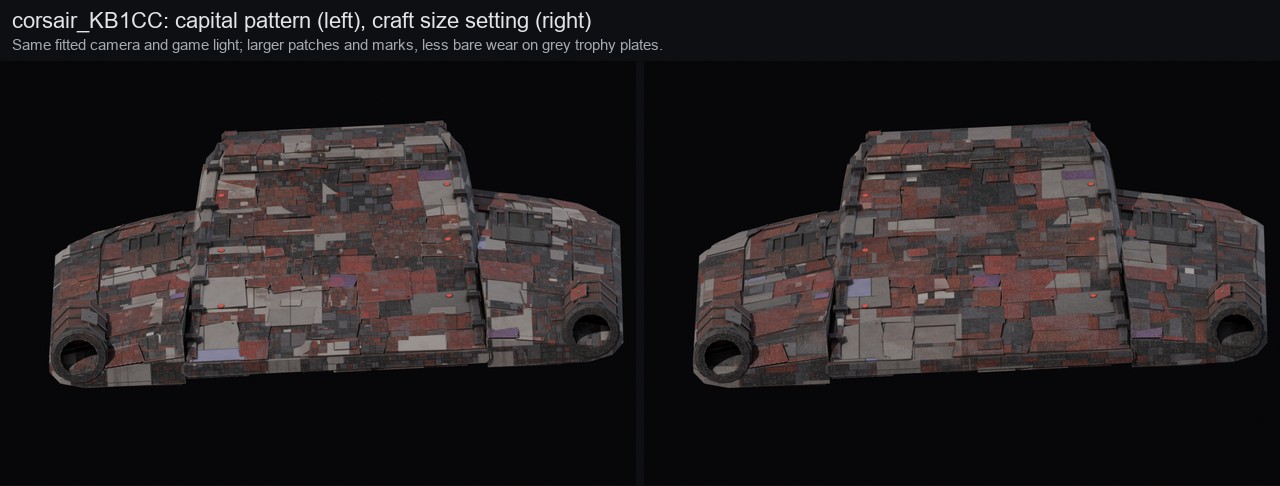 corsair_KB1CC: capital pattern (left), craft size setting (right)
Same fitted camera and game light; larger patches and marks, less bare wear on grey trophy plates.